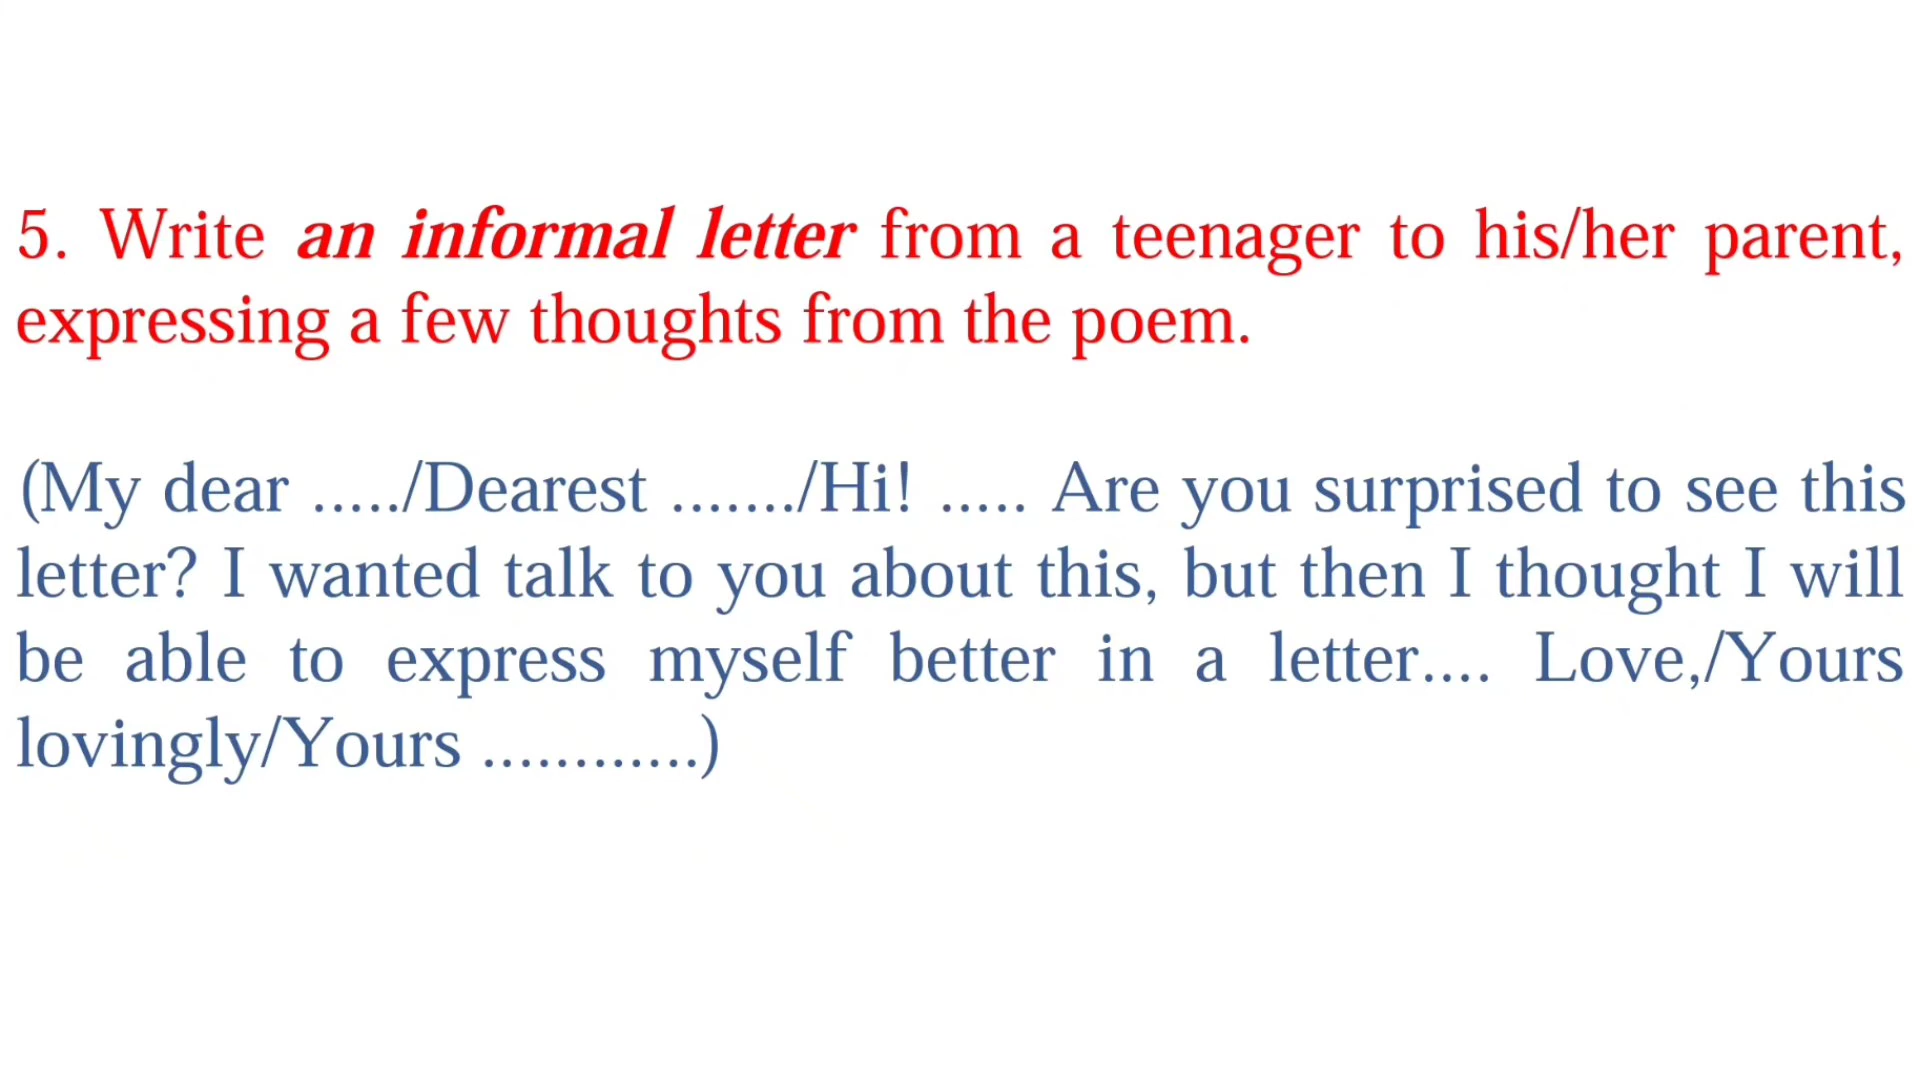 5. Write an informal letter from a teenager to his/her parent,
expressing a few thoughts from the poem.
(My dear ...../Dearest ......./Hi! ..... Are you surprised to see this
letter? I wanted talk to you about this, but then I thought I will
be able to express myself better in a letter.... Love,/Yours
lovingly/Yours ............)